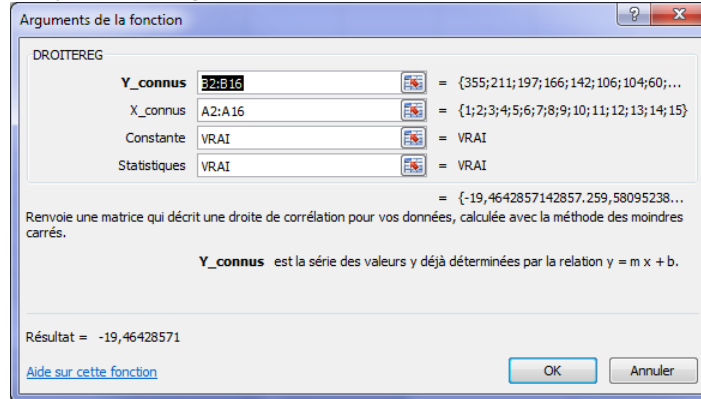 Arguments de la fonction
DROITEREG
Y_connus B2:B16 = {355;211;197;166;142;106;104;60;...
X_connus A2:A16 = {1;2;3;4;5;6;7;8;9;10;11;12;13;14;15}
Constante VRAI = VRAI
Statistiques VRAI = VRAI
= {-19,4642857142857.259,58095238...
Renvoie une matrice qui décrit une droite de corrélation pour vos données, calculée avec la méthode des moindres
carrés.
Y_connus est la série des valeurs y déjà déterminées par la relation y = m x + b.
Résultat = -19,46428571
Aide sur cette fonction OK Annuler